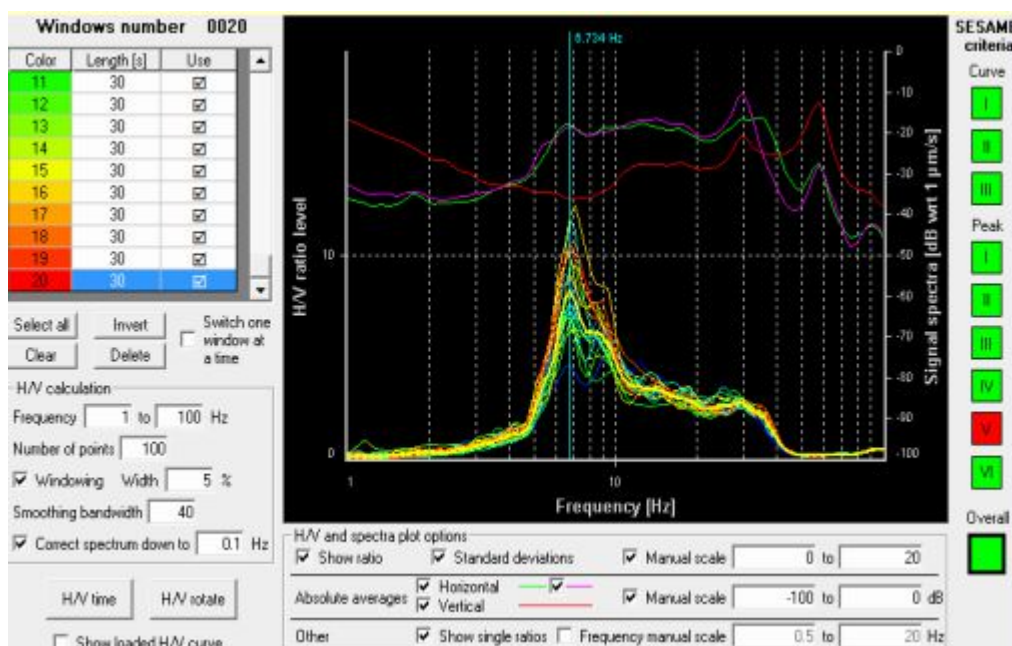 Windows number 0020
Color Length [s] Use
11 30
12 30
13 30
14 30
15 30
16 30
17 30
18 30
19 30
20 30
Select all Invert
Clear Delete
Switch one
window at
a time
H/V calculation
Frequency 1 to 100 Hz
Number of points 100
Windowing Width 5 %
Smoothing bandwidth 40
Correct spectrum down to 0.1 Hz
H/V time H/V rotate
Show loaded H/V curve
6.734 Hz
H/V ratio level
10
0
1 10
Frequency [Hz]
0
-10
-20
-30
-40
-50
-60
-70
-80
-90
-100
Signal spectra [dB wrt 1 µm/s]
H/V and spectra plot options
Show ratio Standard deviations Manual scale 0 to 20
Absolute averages Horizontal
Vertical
Manual scale -100 to 0 dB
Other Show single ratios Frequency manual scale 0.5 to 20 Hz
SESAME
criteria
Curve
I
II
III
Peak
I
II
III
IV
V
VI
Overall